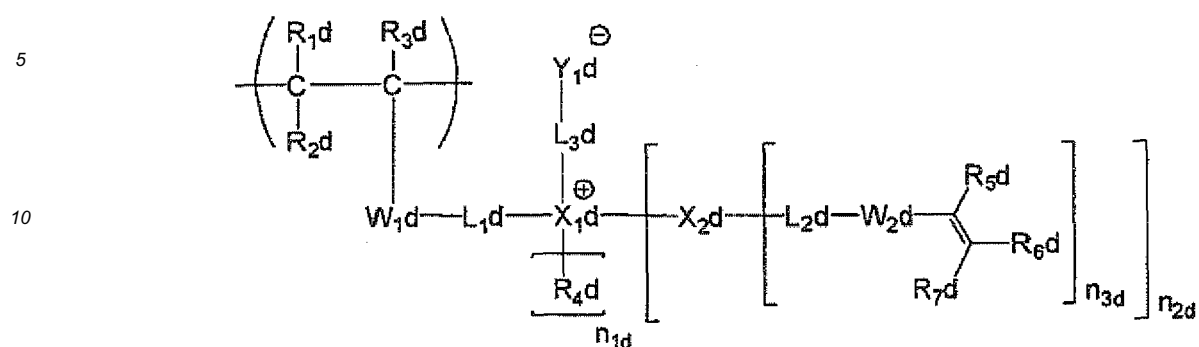 5
R₁d R₃d
Y₁d ⊖
C C
R₂d
L₃d
10
⊕
R₅d
W₁d L₁d X₁d X₂d L₂d W₂d
R₆d
R₄d
R₇d
n₁d
n₃d
n₂d